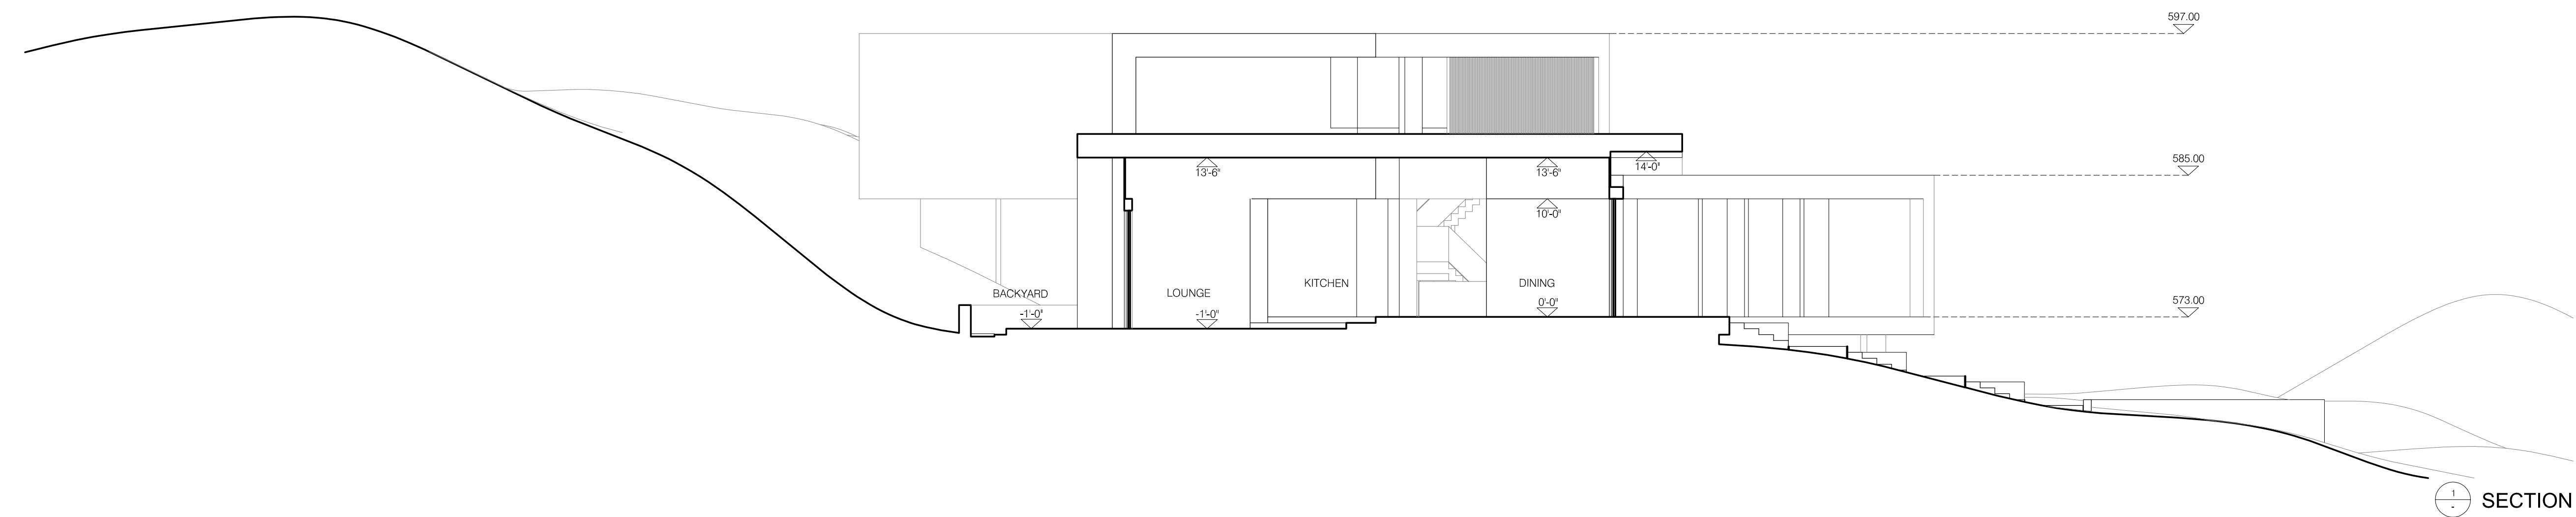 597.00
585.00
13'-6"
13'-6"
14'-0"
10'-0"
KITCHEN
DINING
BACKYARD
LOUNGE
573.00
0'-0"
-1'-0"
-1'-0"
1
-
SECTION